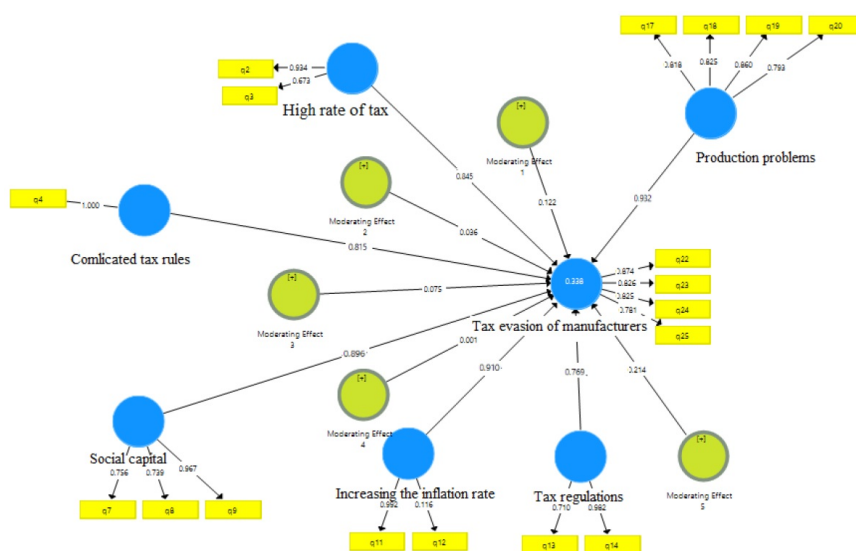 q17
q18
q19
q20
0.818
0.825
0.860
0.793
q2
0.934
q3
0.673
High rate of tax
[+]
Moderating Effect
1
Production problems
0.845
0.122
0.932
[+]
Moderating Effect
2
0.036
q4
1.000
Comlicated tax rules
0.815
[+]
Moderating Effect
3
0.075
0.338
q22
0.874
q23
0.826
q24
0.825
q25
0.781
Tax evasion of manufacturers
0.896
0.001
0.910
0.769
0.214
[+]
Moderating Effect
4
[+]
Moderating Effect
5
Social capital
0.756
0.739
0.967
q7
q8
q9
Increasing the inflation rate
0.116
q11
q12
Tax regulations
0.710
0.982
q13
q14